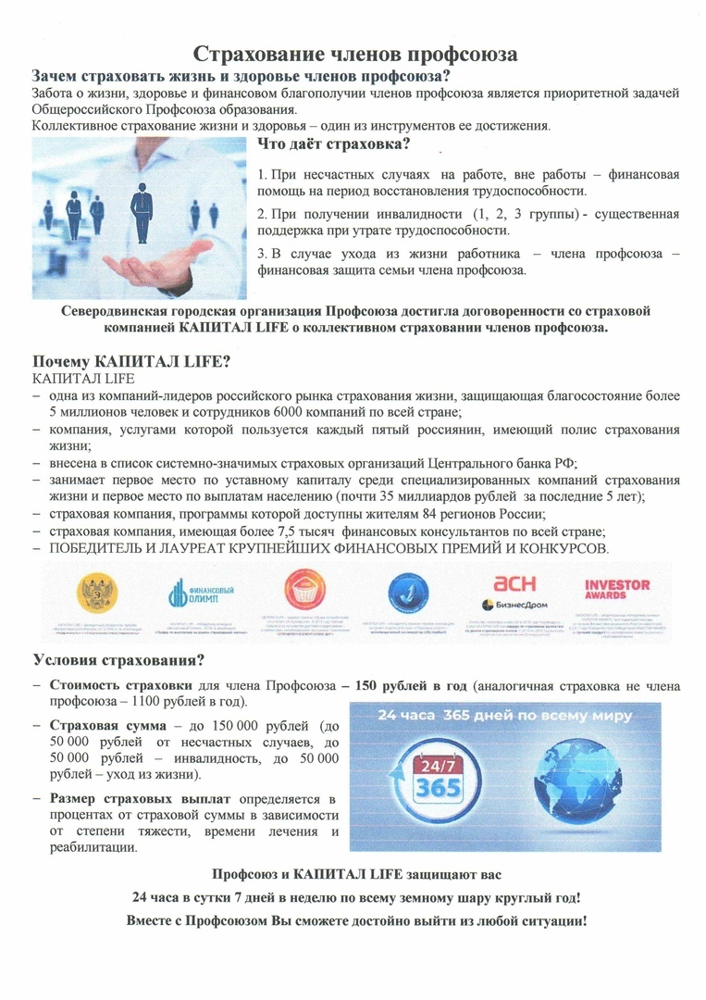 Страхование членов профсоюза
Зачем страховать жизнь и здоровье членов профсоюза?
Забота о жизни, здоровье и финансовом благополучии членов профсоюза является приоритетной задачей
Общероссийского Профсоюза образования.
Коллективное страхование жизни и здоровья – один из инструментов ее достижения.
Что даёт страховка?
1. При несчастных случаях на работе, вне работы – финансовая
помощь на период восстановления трудоспособности.
2. При получении инвалидности (1, 2, 3 группы) - существенная
поддержка при утрате трудоспособности.
3. В случае ухода из жизни работника – члена профсоюза –
финансовая защита семьи члена профсоюза.
Северодвинская городская организация Профсоюза достигла договоренности со страховой
компанией КАПИТАЛ LIFE о коллективном страховании членов профсоюза.
Почему КАПИТАЛ LIFE?
КАПИТАЛ LIFE
– одна из компаний-лидеров российского рынка страхования жизни, защищающая благосостояние более
5 миллионов человек и сотрудников 6000 компаний по всей стране;
– компания, услугами которой пользуется каждый пятый россиянин, имеющий полис страхования
жизни;
– внесена в список системно-значимых страховых организаций Центрального банка РФ;
– занимает первое место по уставному капиталу среди специализированных компаний страхования
жизни и первое место по выплатам населению (почти 35 миллиардов рублей за последние 5 лет);
– страховая компания, программы которой доступны жителям 84 регионов России;
– страховая компания, имеющая более 7,5 тысяч финансовых консультантов по всей стране;
– ПОБЕДИТЕЛЬ И ЛАУРЕАТ КРУПНЕЙШИХ ФИНАНСОВЫХ ПРЕМИЙ И КОНКУРСОВ.
ФИНАНСОВЫЙ
ОЛИМП
АСН
БизнесДром
INVESTOR
AWARDS
Условия страхования?
– Стоимость страховки для члена Профсоюза – 150 рублей в год (аналогичная страховка не члена
профсоюза – 1100 рублей в год).
– Страховая сумма – до 150 000 рублей (до
50 000 рублей от несчастных случаев, до
50 000 рублей – инвалидность, до 50 000
рублей – уход из жизни).
– Размер страховых выплат определяется в
процентах от страховой суммы в зависимости
от степени тяжести, времени лечения и
реабилитации.
24 часа 365 дней по всему миру
24/7
365
Профсоюз и КАПИТАЛ LIFE защищают вас
24 часа в сутки 7 дней в неделю по всему земному шару круглый год!
Вместе с Профсоюзом Вы сможете достойно выйти из любой ситуации!